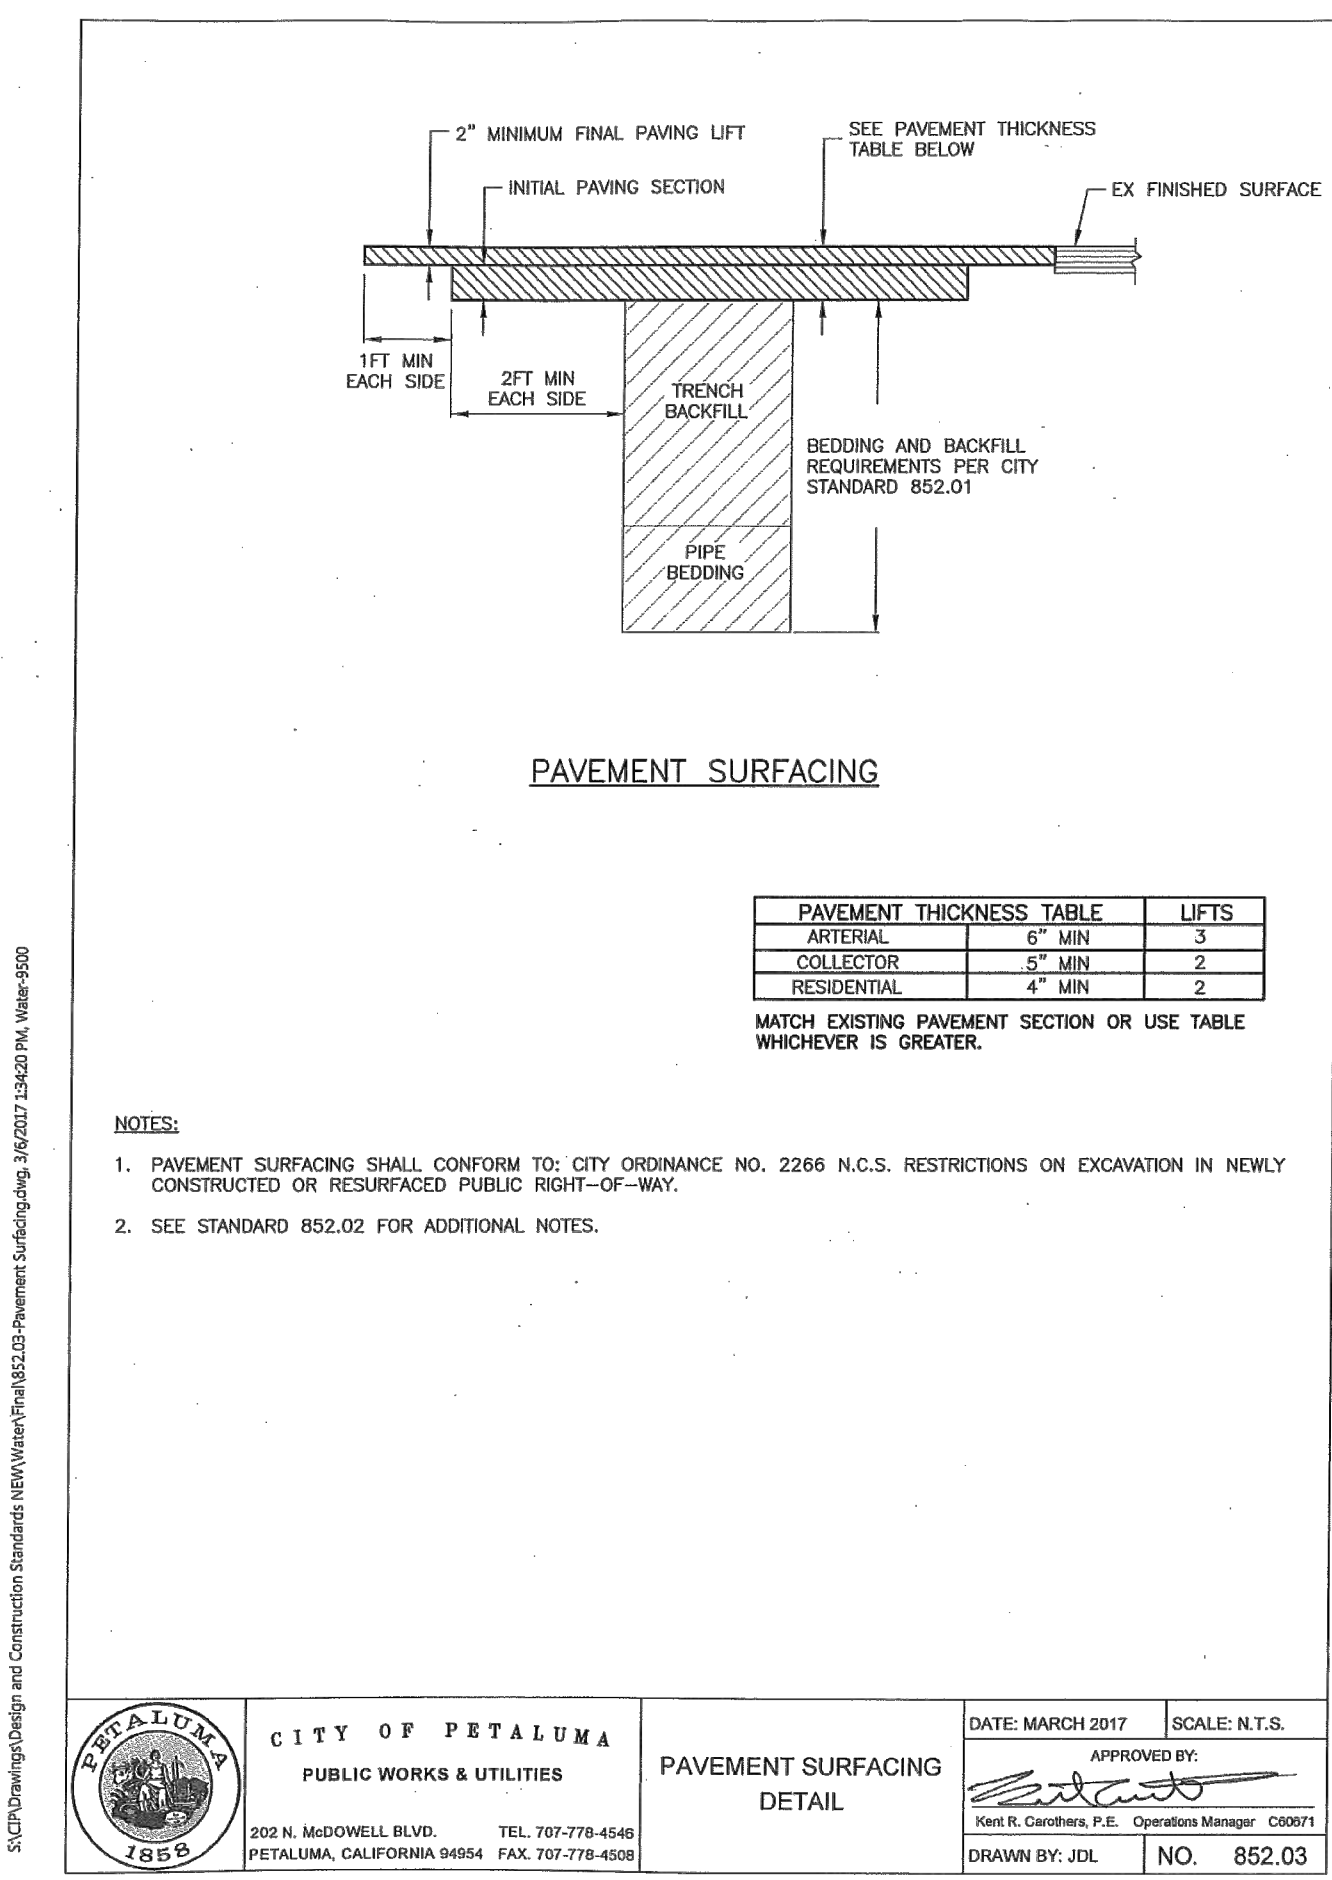 2" MINIMUM FINAL PAVING LIFT
SEE PAVEMENT THICKNESS
TABLE BELOW
INITIAL PAVING SECTION
EX FINISHED SURFACE
1FT MIN
EACH SIDE
2FT MIN
EACH SIDE
TRENCH
BACKFILL
BEDDING AND BACKFILL
REQUIREMENTS PER CITY
STANDARD 852.01
PIPE
BEDDING
PAVEMENT SURFACING
PAVEMENT THICKNESS TABLE LIFTS
ARTERIAL 6" MIN 3
COLLECTOR 5" MIN 2
RESIDENTIAL 4" MIN 2
MATCH EXISTING PAVEMENT SECTION OR USE TABLE
WHICHEVER IS GREATER.
NOTES:
1. PAVEMENT SURFACING SHALL CONFORM TO: CITY ORDINANCE NO. 2266 N.C.S. RESTRICTIONS ON EXCAVATION IN NEWLY
CONSTRUCTED OR RESURFACED PUBLIC RIGHT-OF-WAY.
2. SEE STANDARD 852.02 FOR ADDITIONAL NOTES.
S:\CIP\Drawings\Design and Construction Standards NEW\Water\Final\852.03-Pavement Surfacing.dwg, 3/6/2017 1:34:20 PM, Water-9500
PETALUMA
1858
CITY OF PETALUMA
PUBLIC WORKS & UTILITIES
202 N. McDOWELL BLVD. TEL. 707-778-4546
PETALUMA, CALIFORNIA 94954 FAX. 707-778-4508
PAVEMENT SURFACING
DETAIL
DATE: MARCH 2017
SCALE: N.T.S.
APPROVED BY:
Kent R. Carothers, P.E. Operations Manager C60671
DRAWN BY: JDL
NO. 852.03